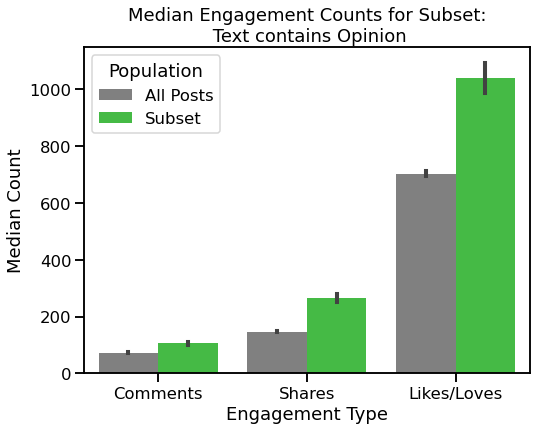 Median Engagement Counts for Subset:
Text contains Opinion
Population
All Posts
Subset
Median Count
1000
800
600
400
200
0
Comments Shares Likes/Loves
Engagement Type